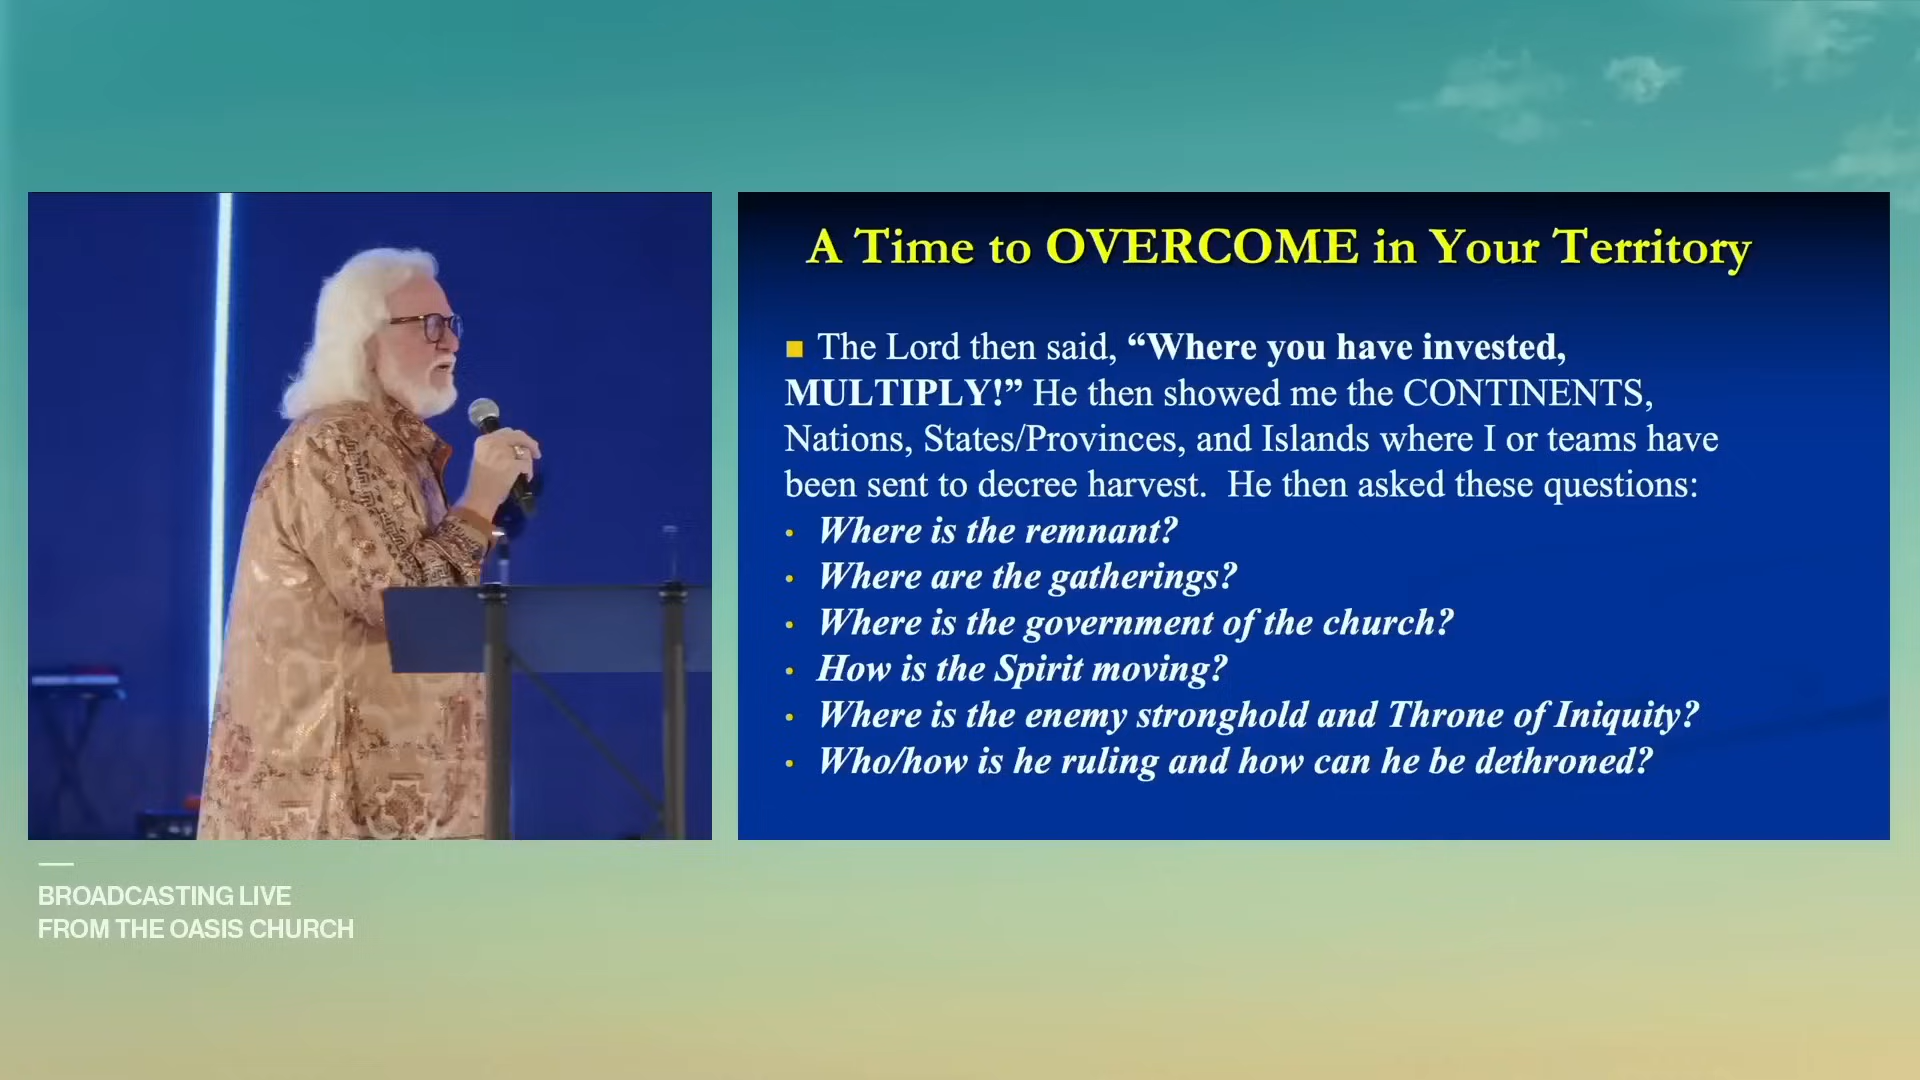 A Time to OVERCOME in Your Territory
■ The Lord then said, “Where you have invested,
MULTIPLY!” He then showed me the CONTINENTS,
Nations, States/Provinces, and Islands where I or teams have
been sent to decree harvest.  He then asked these questions:
• Where is the remnant?
• Where are the gatherings?
• Where is the government of the church?
• How is the Spirit moving?
• Where is the enemy stronghold and Throne of Iniquity?
• Who/how is he ruling and how can he be dethroned?
BROADCASTING LIVE
FROM THE OASIS CHURCH